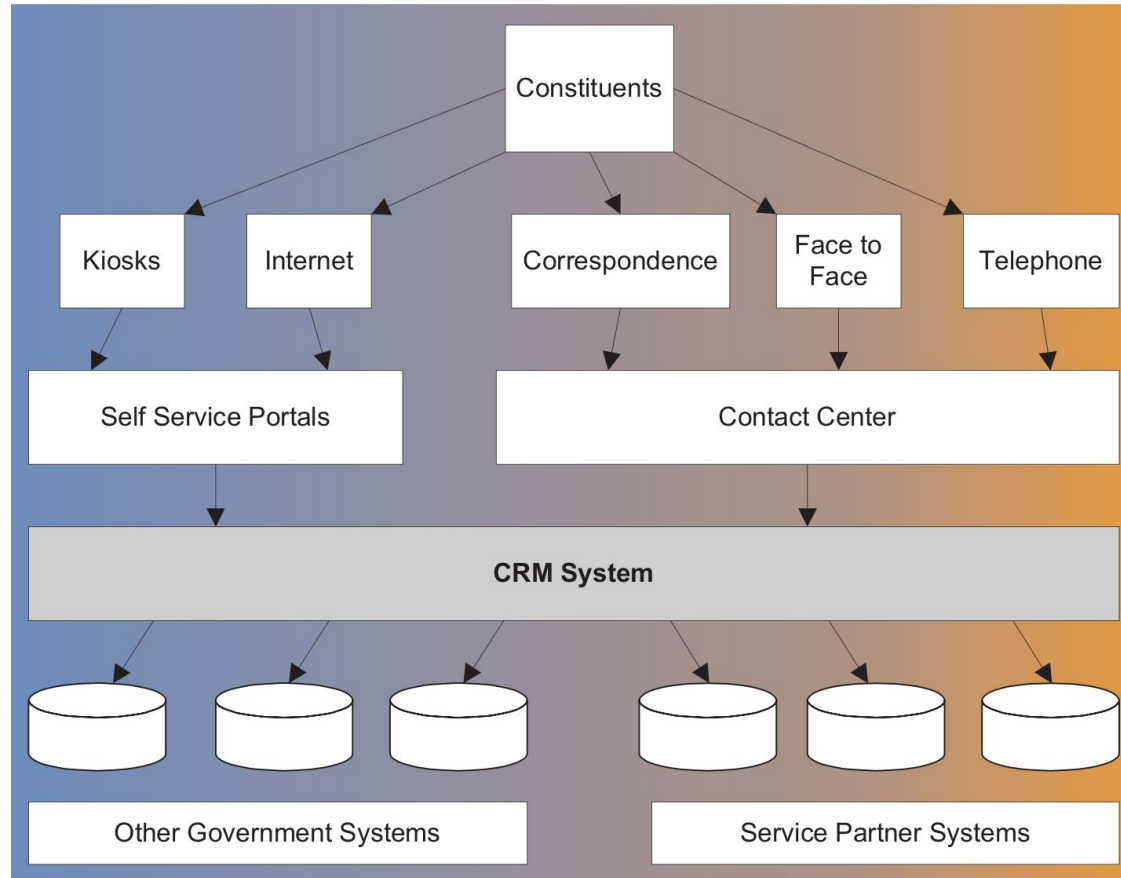 Constituents
Kiosks
Internet
Correspondence
Face to
Face
Telephone
Self Service Portals
Contact Center
CRM System
Other Government Systems
Service Partner Systems